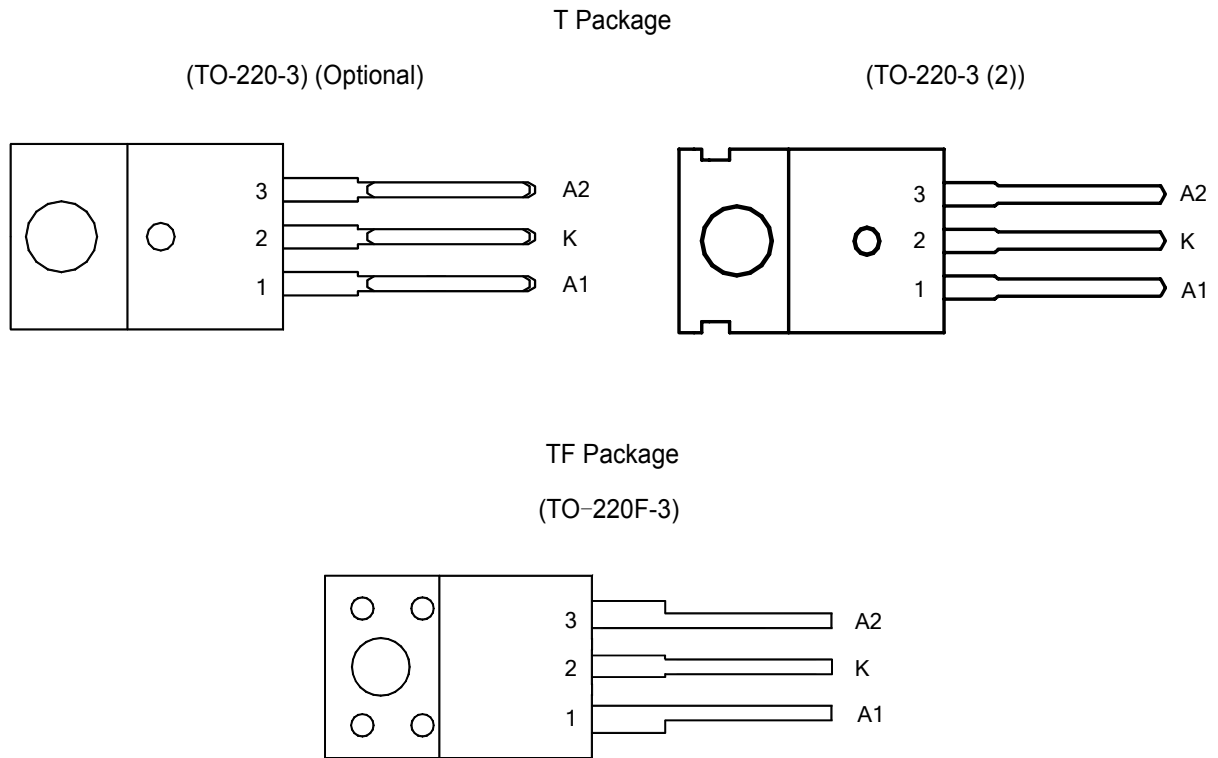 T Package
(TO-220-3) (Optional)
(TO-220-3 (2))
3 A2
2 K
1 A1
3 A2
2 K
1 A1
TF Package
(TO-220F-3)
3 A2
2 K
1 A1